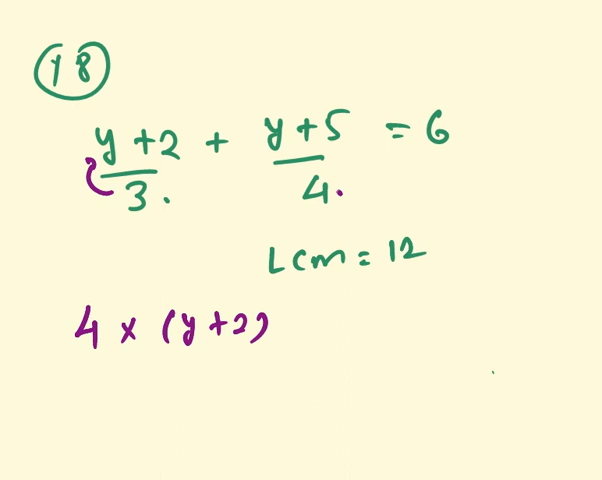 18
y+2 + y+5 = 6
3. 4.
Lcm = 12
4 x (y+2)